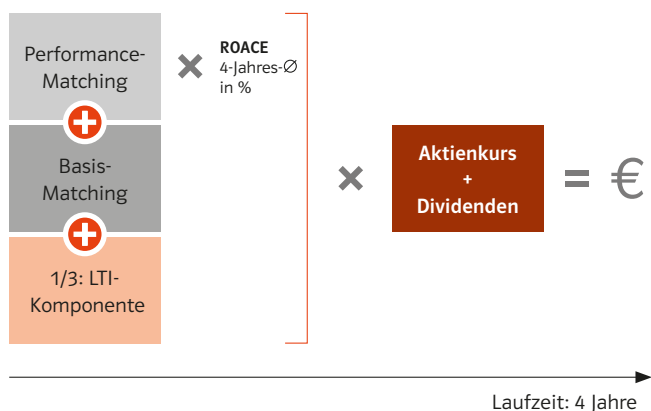 Performance-
Matching
ROACE
4-Jahres-Ø
in %
Basis-
Matching
1/3: LTI-
Komponente
Aktienkurs
+
Dividenden
= €
Laufzeit: 4 Jahre